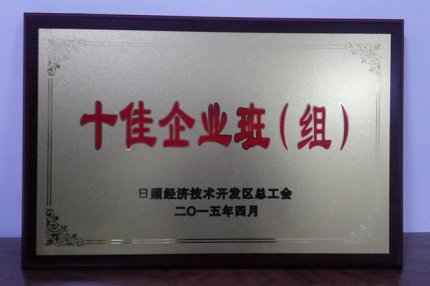 十佳企业班(组)
日照经济技术开发区总工会
二〇一五年四月